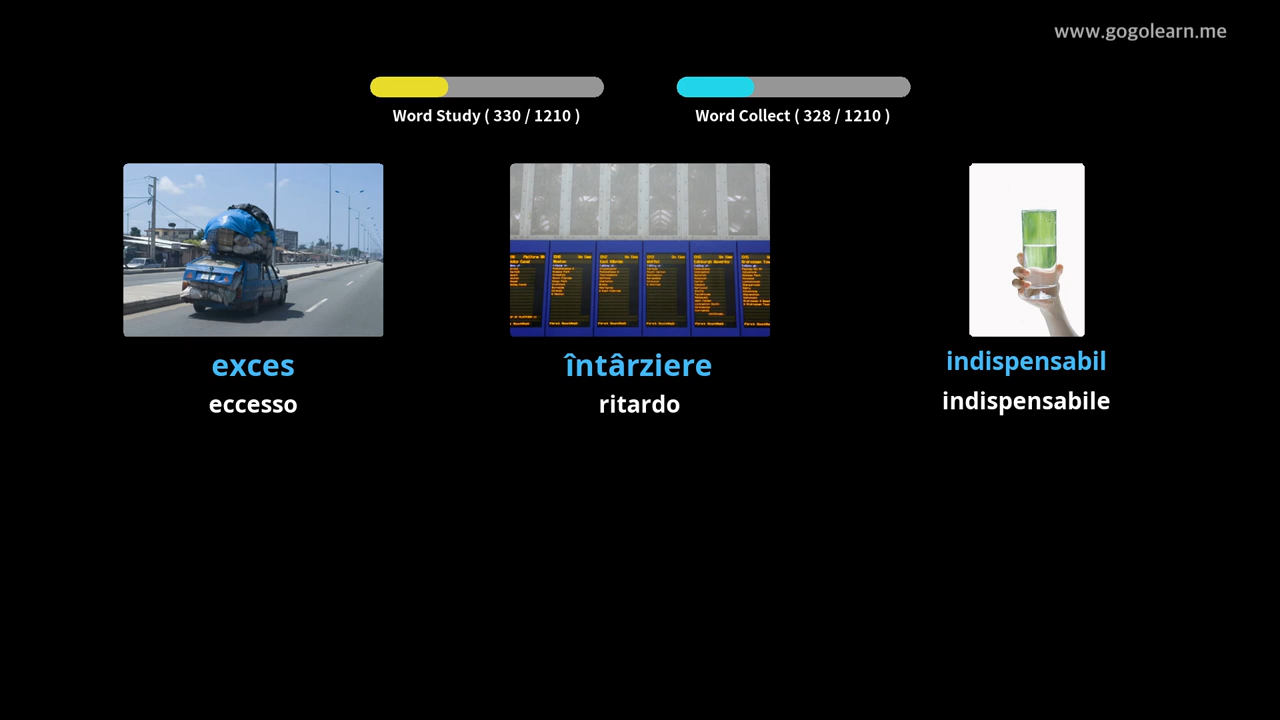 www.gogolearn.me
Word Study ( 330 / 1210 )
Word Collect ( 328 / 1210 )
exces
întârziere
indispensabil
eccesso
ritardo
indispensabile